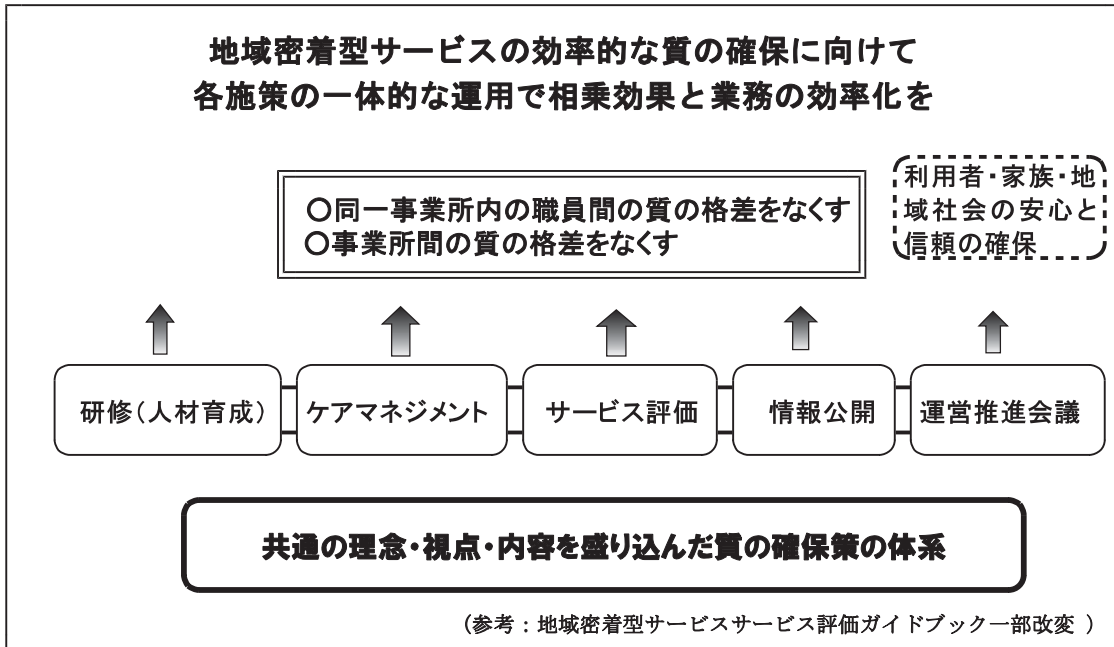 地域密着型サービスの効率的な質の確保に向けて
各施策の一体的な運用で相乗効果と業務の効率化を
○同一事業所内の職員間の質の格差をなくす
○事業所間の質の格差をなくす
利用者・家族・地
域社会の安心と
信頼の確保
研修(人材育成)
ケアマネジメント
サービス評価
情報公開
運営推進会議
共通の理念・視点・内容を盛り込んだ質の確保策の体系
(参考:地域密着型サービスサービス評価ガイドブック一部改変 )